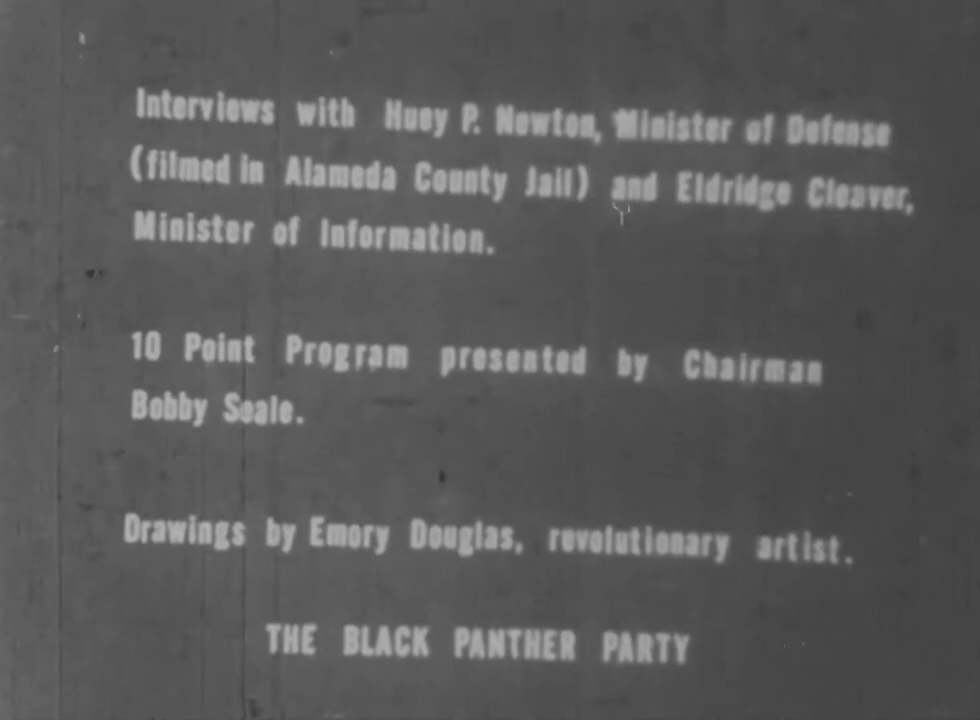 Interviews with Huey P. Newton, Minister of Defense
(filmed in Alameda County Jail) and Eldridge Cleaver,
Minister of Information.
10 Point Program presented by Chairman
Bobby Seale.
Drawings by Emory Douglas, revolutionary artist.
THE BLACK PANTHER PARTY